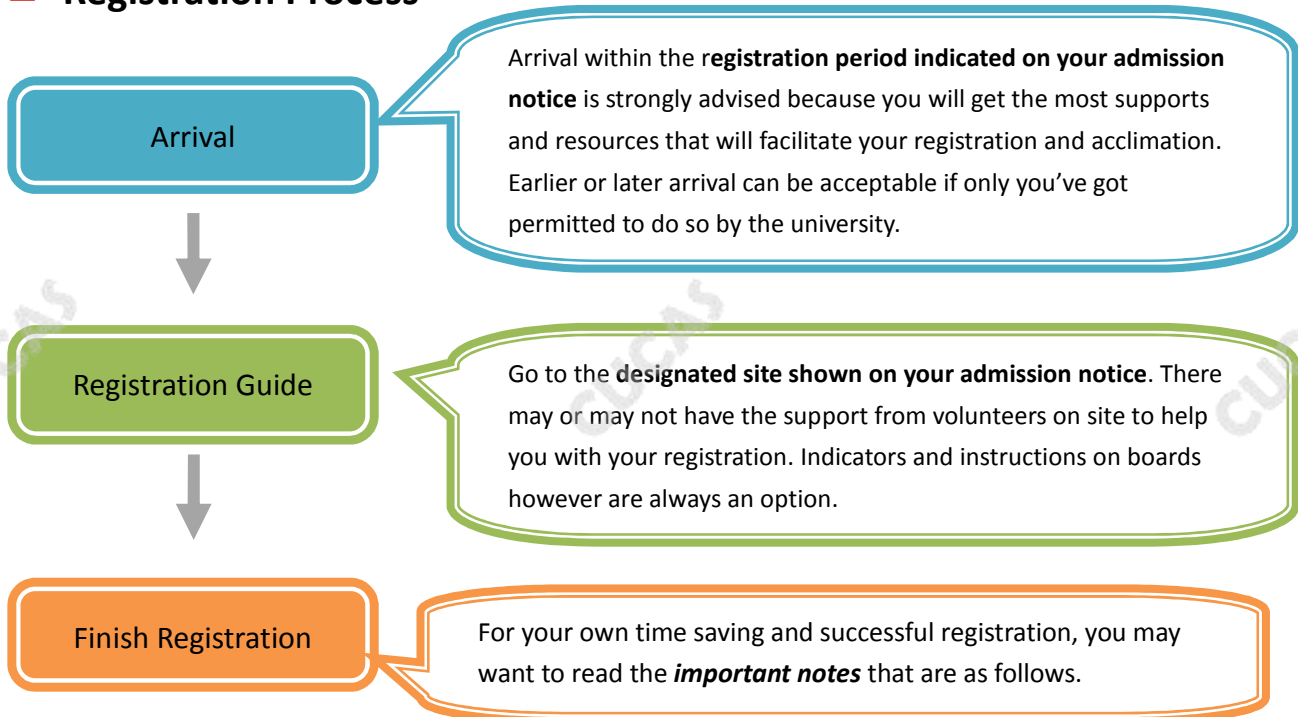 Registration Process
Arrival
Arrival within the registration period indicated on your admission
notice is strongly advised because you will get the most supports
and resources that will facilitate your registration and acclimation.
Earlier or later arrival can be acceptable if only you’ve got
permitted to do so by the university.
Registration Guide
Go to the designated site shown on your admission notice. There
may or may not have the support from volunteers on site to help
you with your registration. Indicators and instructions on boards
however are always an option.
Finish Registration
For your own time saving and successful registration, you may
want to read the important notes that are as follows.
CUCAS